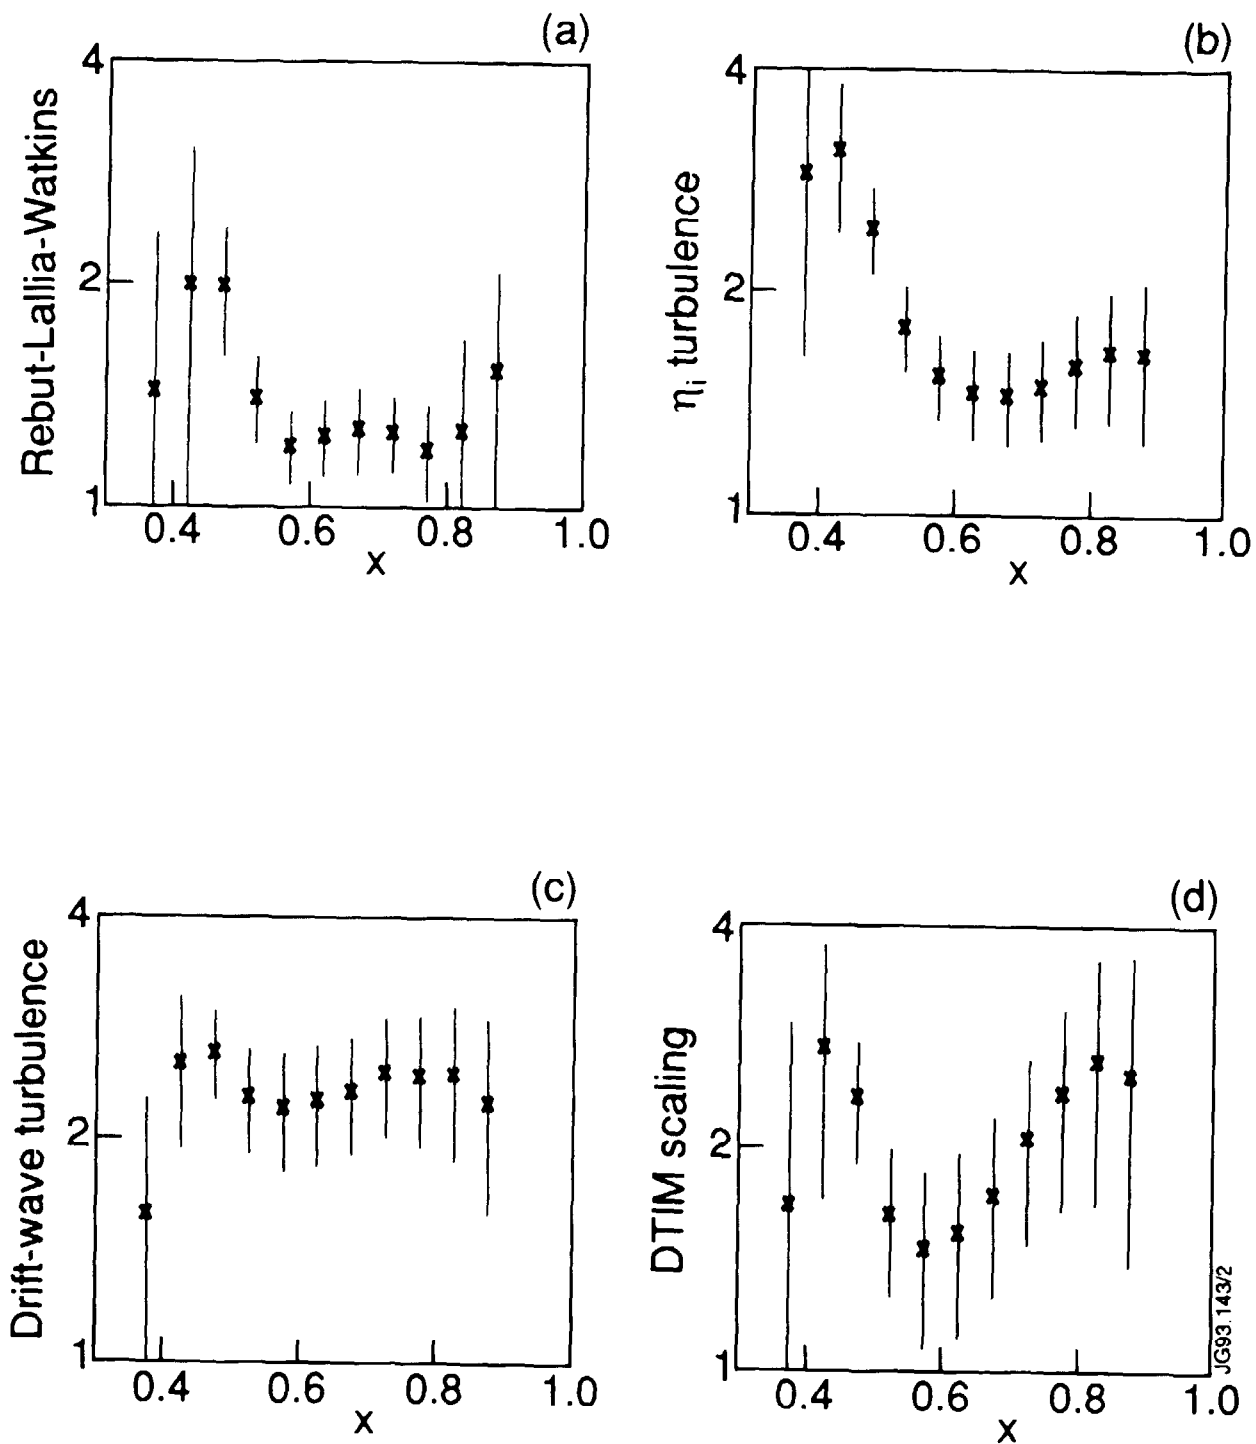 (a)
4
2
1
Rebut-Lallia-Watkins
0.4 0.6 0.8 1.0
x
(b)
4
2
1
ηi turbulence
0.4 0.6 0.8 1.0
x
(c)
4
2
1
Drift-wave turbulence
0.4 0.6 0.8 1.0
x
(d)
4
2
1
DTIM scaling
0.4 0.6 0.8 1.0
x
JG93.143/2